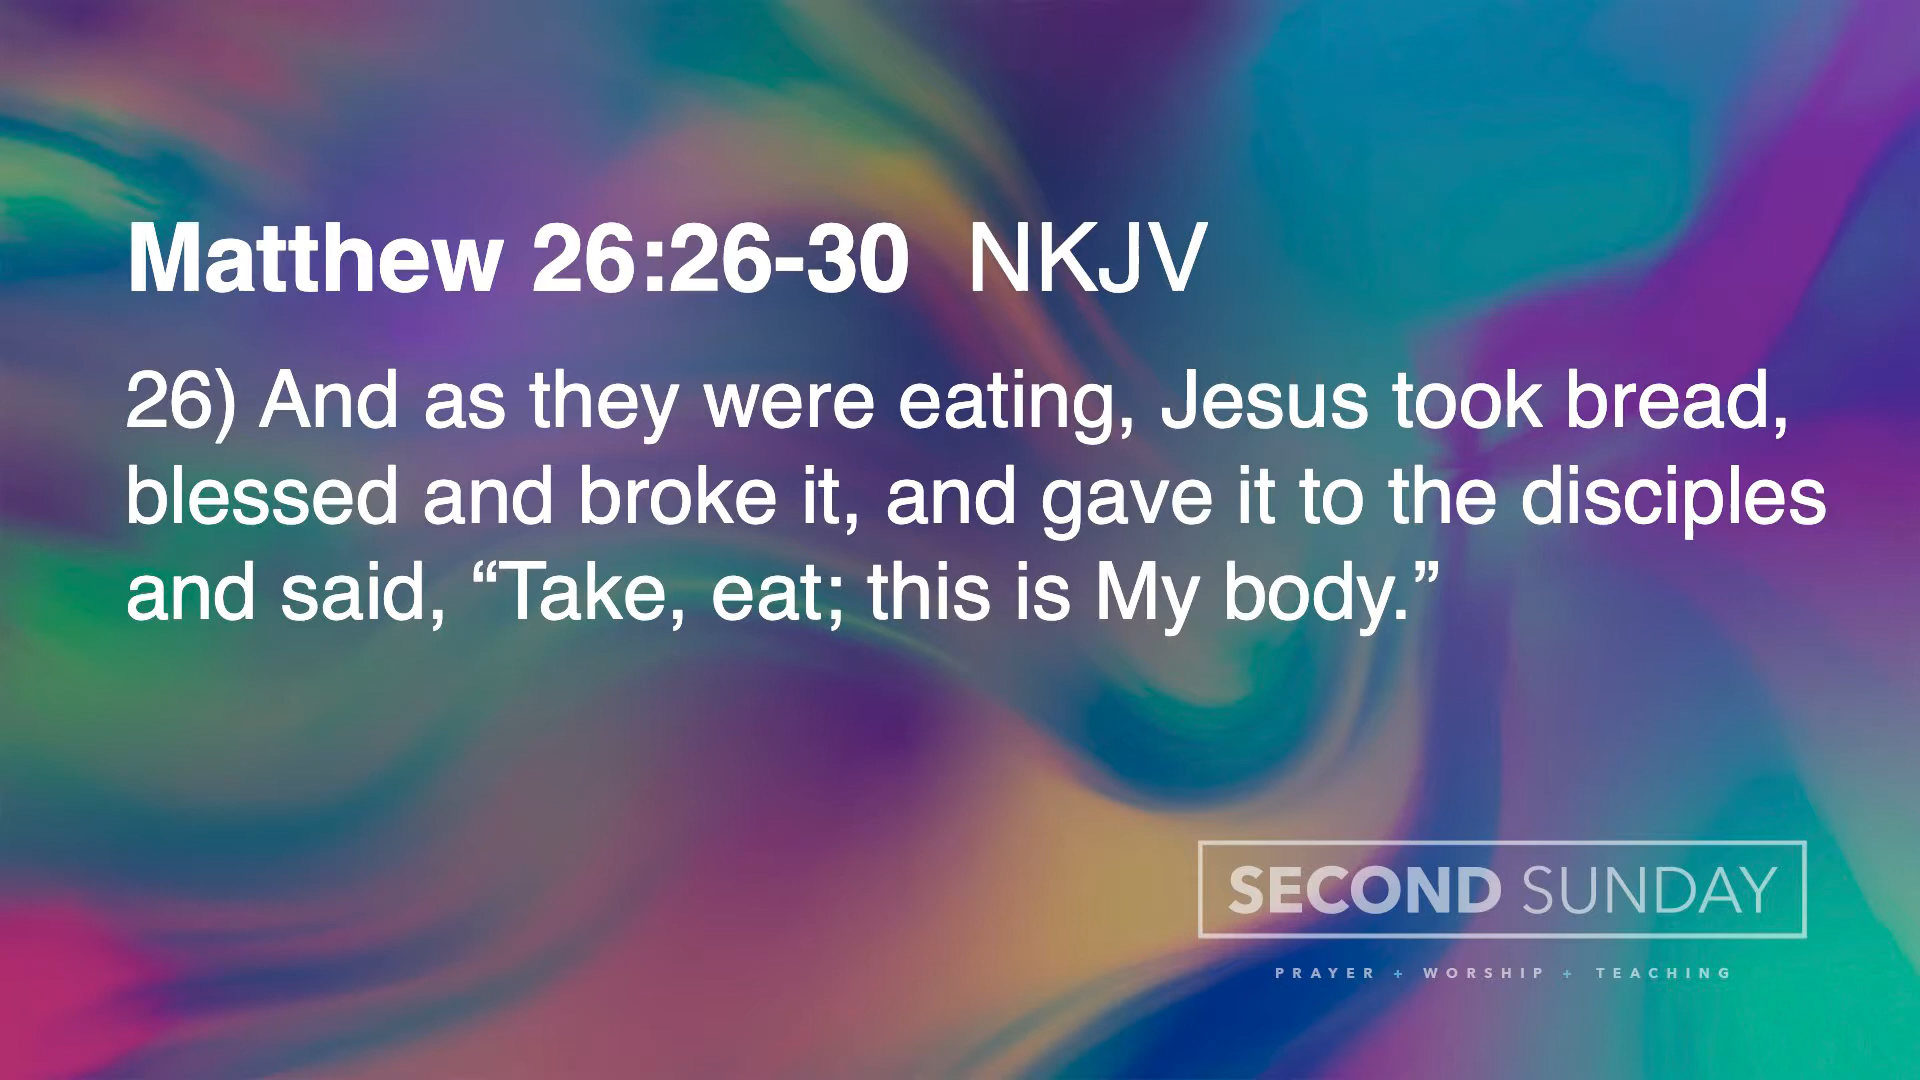 Matthew 26:26-30 NKJV
26) And as they were eating, Jesus took bread,
blessed and broke it, and gave it to the disciples
and said, “Take, eat; this is My body.”
SECOND SUNDAY
PRAYER + WORSHIP + TEACHING